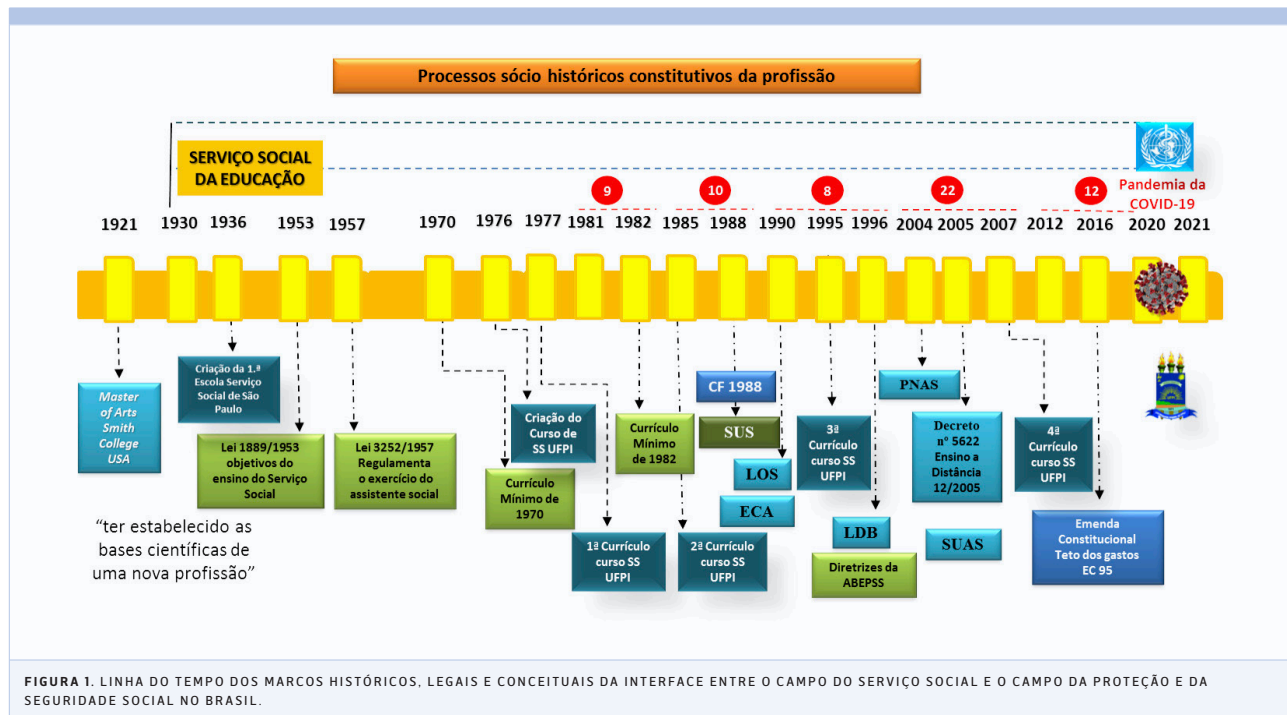 Processos sócio históricos constitutivos da profissão
SERVIÇO SOCIAL
DA EDUCAÇÃO
9
10
8
22
12
Pandemia da
COVID-19
1921
1930
1936
1953
1957
1970
1976
1977
1981
1982
1985
1988
1990
1995
1996
2004
2005
2007
2012
2016
2020
2021
Master
of Arts
Smith
College
USA
"ter estabelecido as
bases científicas de
uma nova profissão"
Criação da 1.ª
Escola Serviço
Social de São
Paulo
Lei 1889/1953
objetivos do
ensino do Serviço
Social
Lei 3252/1957
Regulamenta
o exercício do
assistente social
Currículo
Mínimo de
1970
Criação do
Curso de
SS UFPI
1ª Currículo
curso SS
UFPI
Currículo
Mínimo
de 1982
2ª Currículo
curso SS
UFPI
CF 1988
SUS
LOS
ECA
3ª
Currículo
curso SS
UFPI
LDB
Diretrizes da
ABEPSS
PNAS
Decreto
nº 5622
Ensino a
Distância
12/2005
SUAS
4ª
Currículo
curso SS
UFPI
Emenda
Constitucional
Teto dos gastos
EC 95
FIGURA 1. LINHA DO TEMPO DOS MARCOS HISTÓRICOS, LEGAIS E CONCEITUAIS DA INTERFACE ENTRE O CAMPO DO SERVIÇO SOCIAL E O CAMPO DA PROTEÇÃO E DA
SEGURIDADE SOCIAL NO BRASIL.